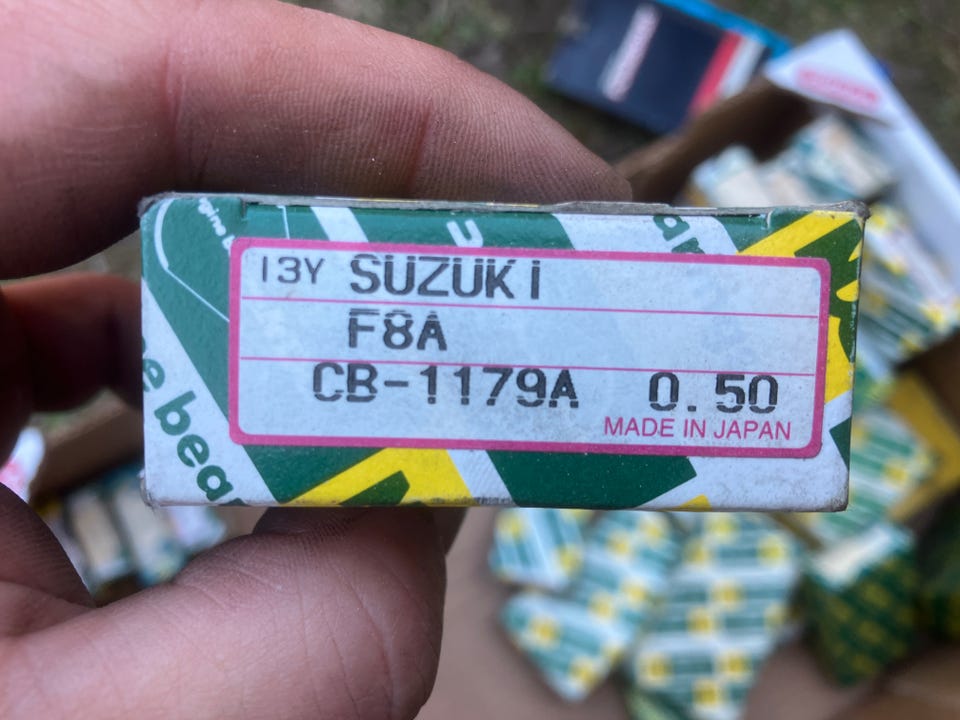 13Y SUZUKI
F8A
CB-1179A 0.50
MADE IN JAPAN